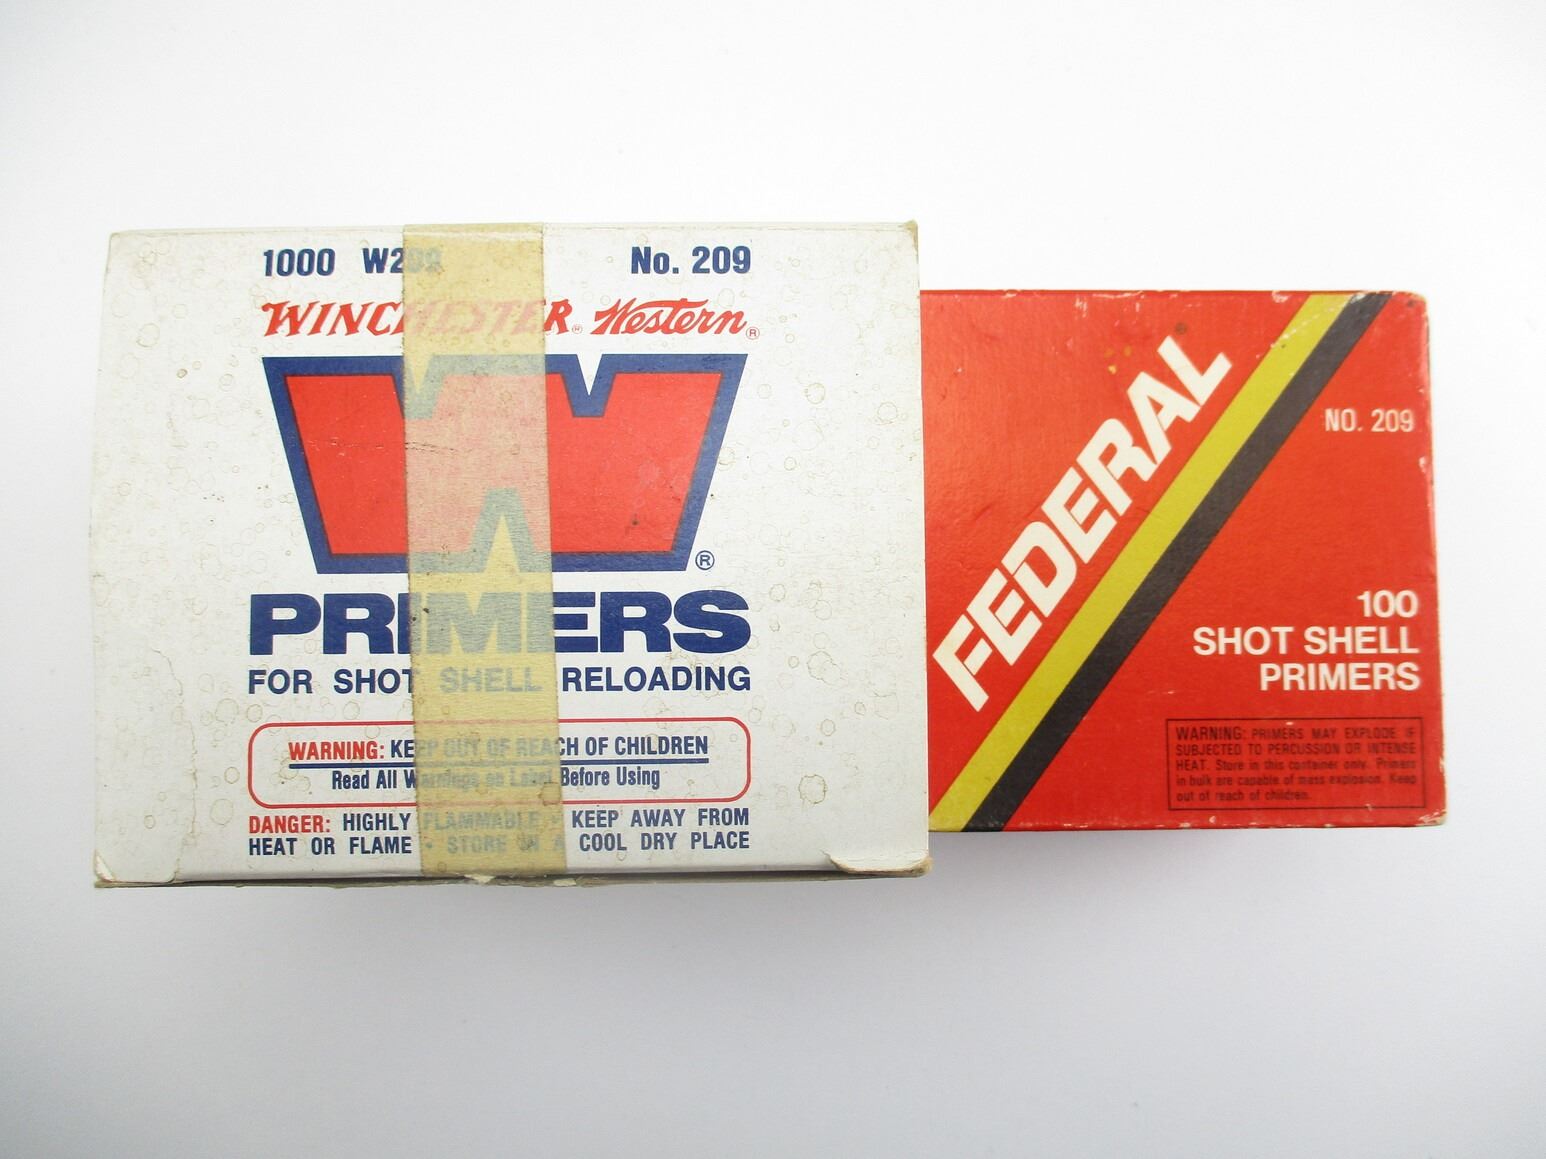 1000 W209 No. 209
WINCHESTER® Western®
®
PRIMERS
FOR SHOT SHELL RELOADING
WARNING: KEEP OUT OF REACH OF CHILDREN
Read All Warnings on Label Before Using
DANGER: HIGHLY FLAMMABLE • KEEP AWAY FROM
HEAT OR FLAME • STORE IN A COOL DRY PLACE
FEDERAL®
NO. 209
100
SHOT SHELL
PRIMERS
WARNING: PRIMERS MAY EXPLODE IF
SUBJECTED TO PERCUSSION OR INTENSE
HEAT. Store in this container only. Primers
in bulk are capable of mass explosion. Keep
out of reach of children.